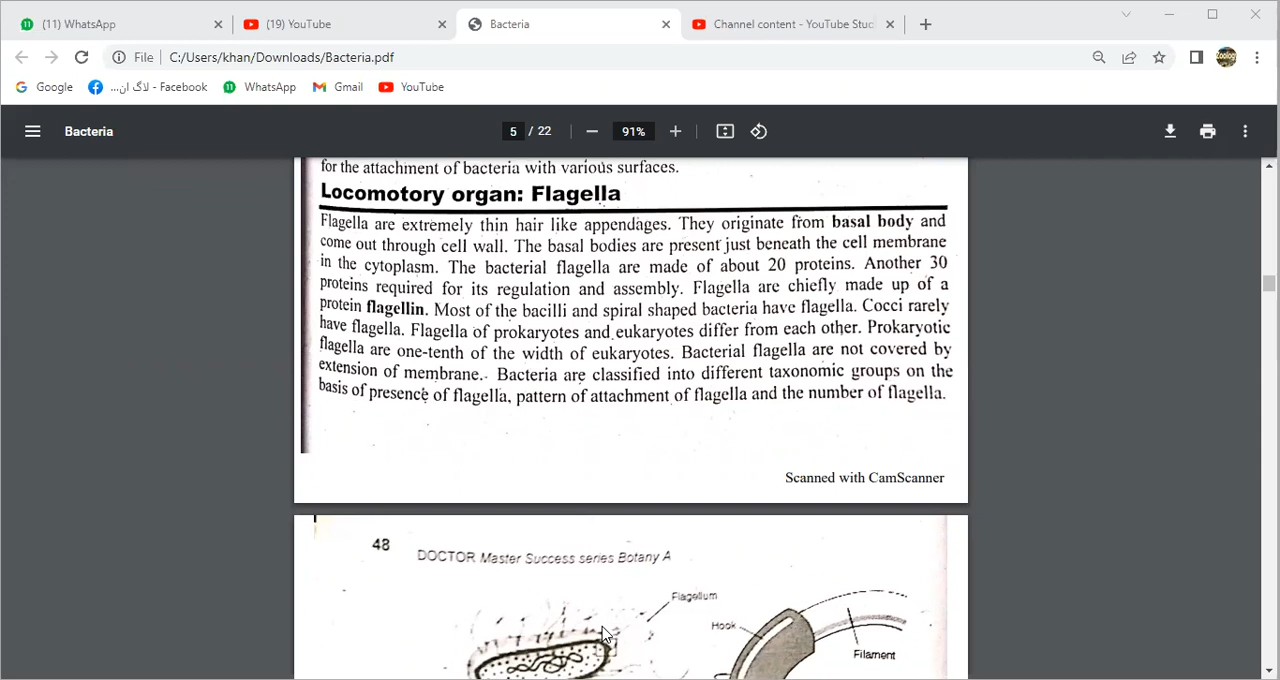 (11) WhatsApp
(19) YouTube
Bacteria
Channel content - YouTube Stud
File
C:/Users/khan/Downloads/Bacteria.pdf
Google
لاگ ان... - Facebook
WhatsApp
Gmail
YouTube
Bacteria
5 / 22
91%
for the attachment of bacteria with various surfaces.
Locomotory organ: Flagella
Flagella are extremely thin hair like appendages. They originate from basal body and
come out through cell wall. The basal bodies are present just beneath the cell membrane
in the cytoplasm. The bacterial flagella are made of about 20 proteins. Another 30
proteins required for its regulation and assembly. Flagella are chiefly made up of a
protein flagellin. Most of the bacilli and spiral shaped bacteria have flagella. Cocci rarely
have flagella. Flagella of prokaryotes and eukaryotes differ from each other. Prokaryotic
flagella are one-tenth of the width of eukaryotes. Bacterial flagella are not covered by
extension of membrane. Bacteria are classified into different taxonomic groups on the
basis of presence of flagella, pattern of attachment of flagella and the number of flagella.
Scanned with CamScanner
48
DOCTOR Master Success series Botany A
Flagellum
Hook
Filament